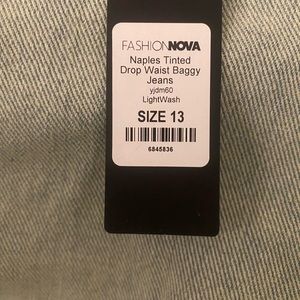 FASHIONNOVA
Naples Tinted
Drop Waist Baggy
Jeans
yjdm60
LightWash
SIZE 13
6845836